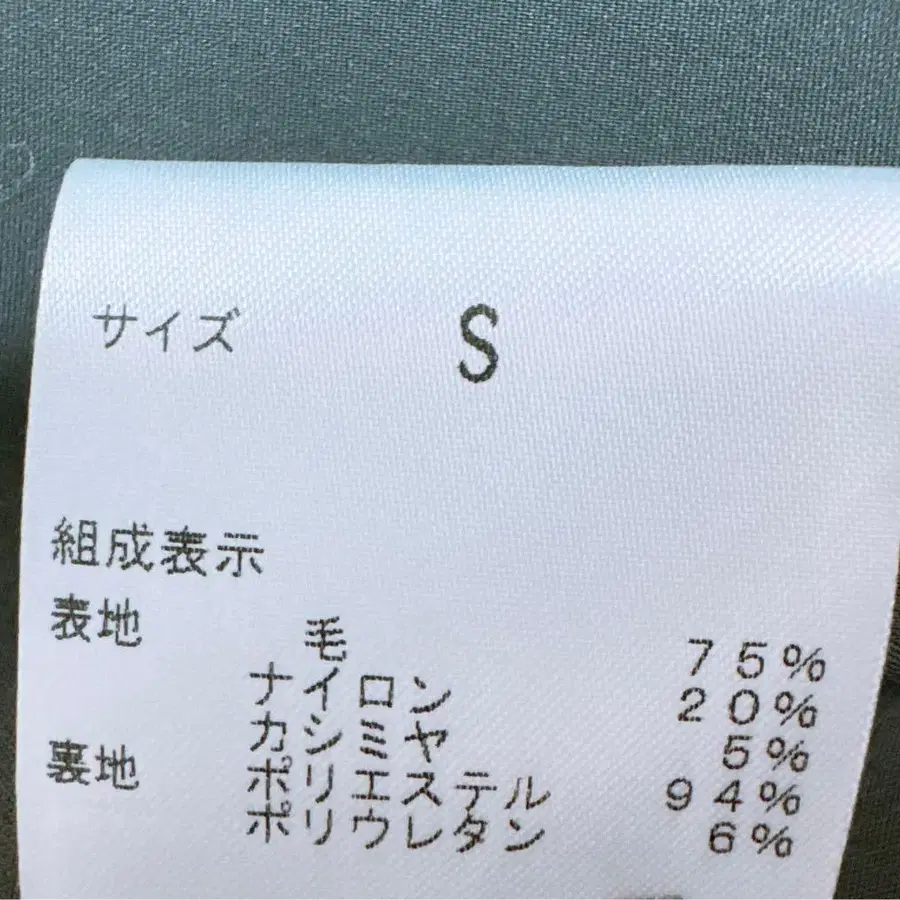 サイズ S
組成表示
表地 毛 75%
ナイロン 20%
カシミヤ 5%
裏地 ポリエステル 94%
ポリウレタン 6%